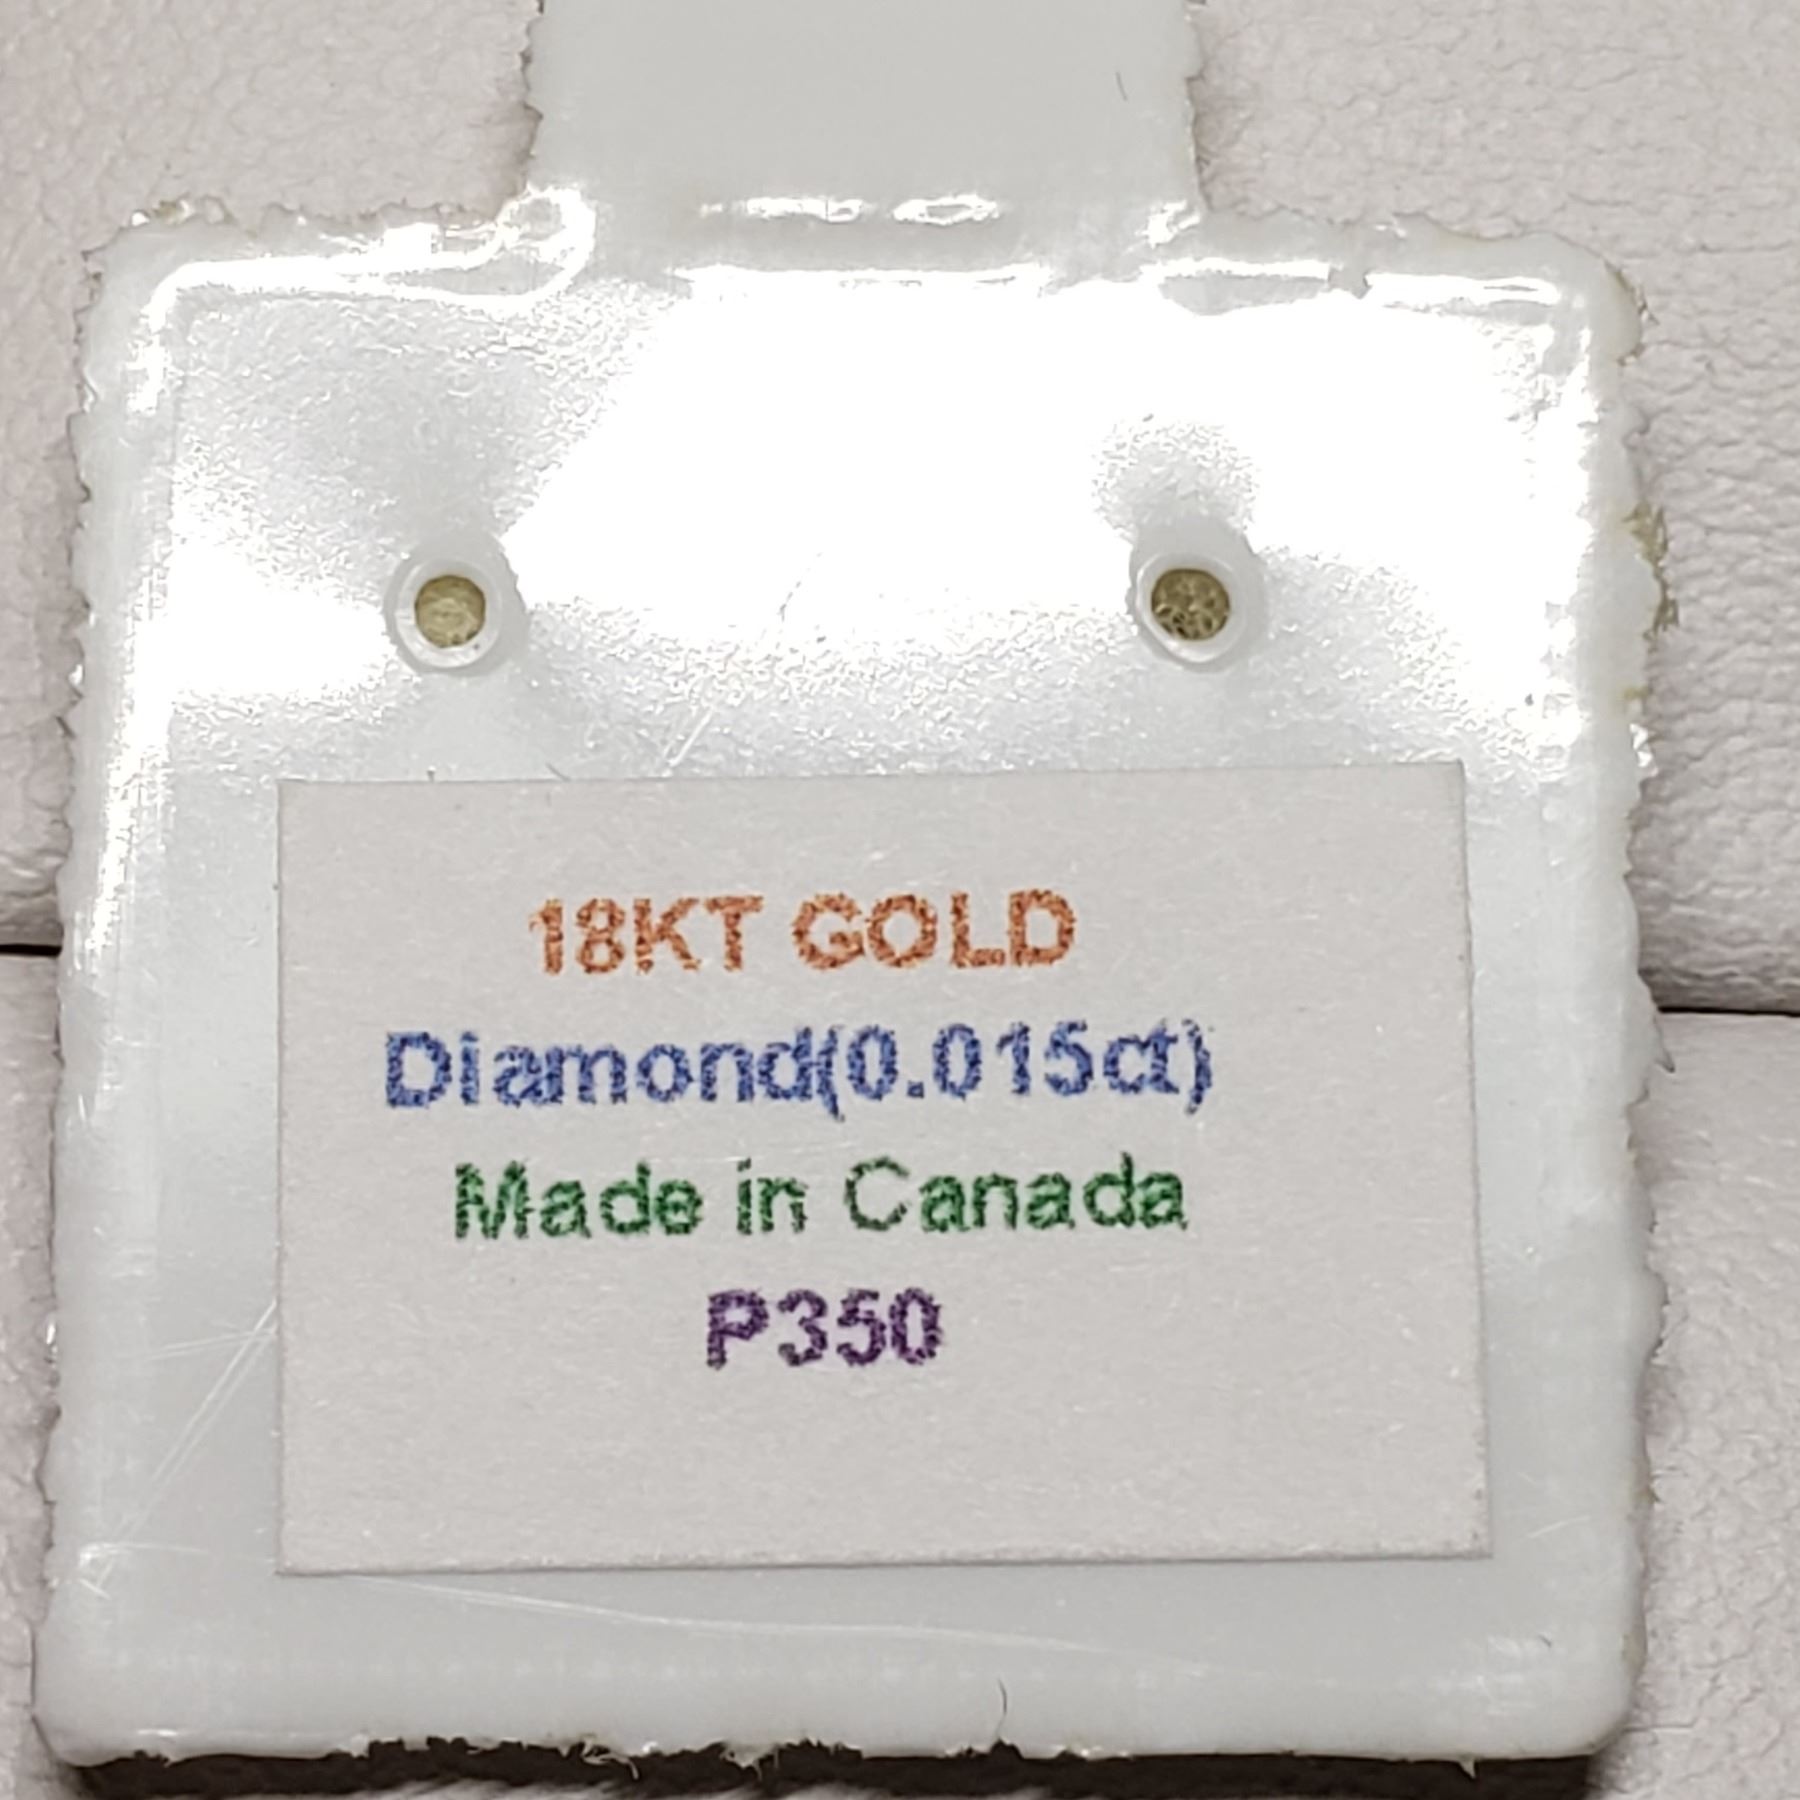 18KT GOLD
Diamond(0.015ct)
Made in Canada
P350